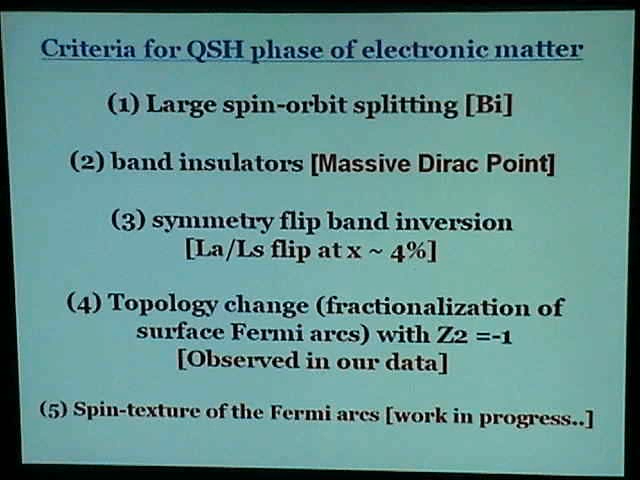 Criteria for QSH phase of electronic matter
(1) Large spin-orbit splitting [Bi]
(2) band insulators [Massive Dirac Point]
(3) symmetry flip band inversion
[La/Ls flip at x ~ 4%]
(4) Topology change (fractionalization of
surface Fermi arcs) with Z2 =-1
[Observed in our data]
(5) Spin-texture of the Fermi arcs [work in progress..]